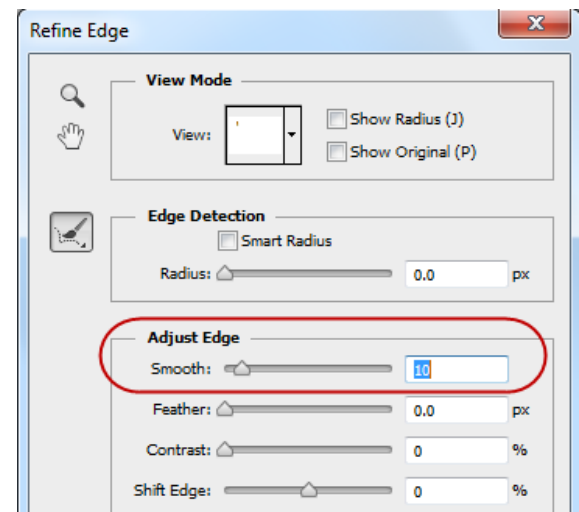 Refine Edge
View Mode
View:
Show Radius (J)
Show Original (P)
Edge Detection
Smart Radius
Radius: 0.0 px
Adjust Edge
Smooth: 10
Feather: 0.0 px
Contrast: 0 %
Shift Edge: 0 %